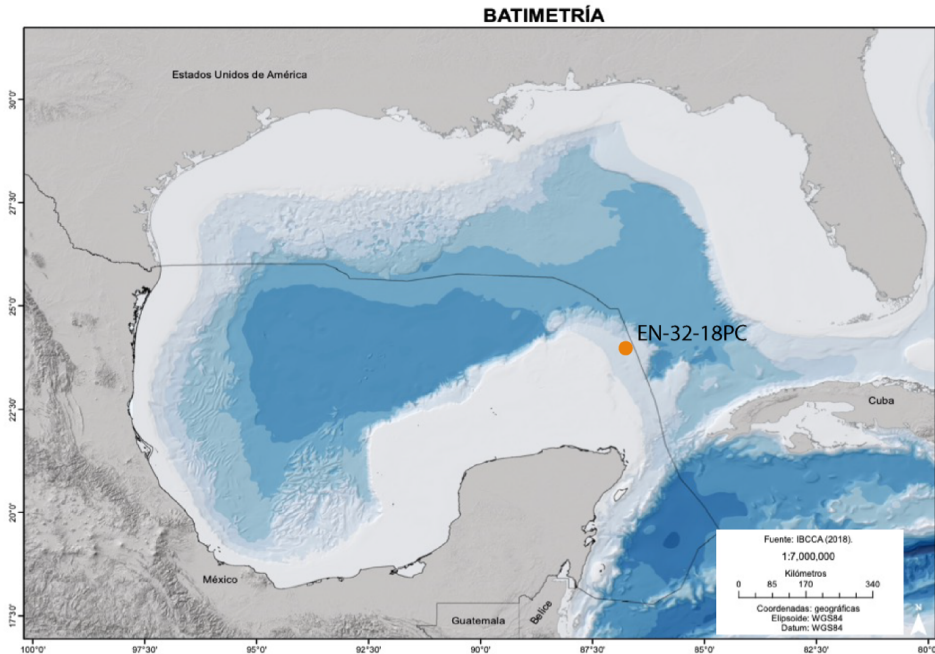 BATIMETRÍA
Estados Unidos de América
30°0'
27°30'
25°0'
22°30'
20°0'
17°30'
EN-32-18PC
Cuba
México
Guatemala
Belice
Fuente: IBCCA (2018).
1:7,000,000
Kilómetros
0 85 170 340
Coordenadas: geográficas
Elipsoide: WGS84
Datum: WGS84
N
100°0' 97°30' 95°0' 92°30' 90°0' 87°30' 85°0' 82°30' 80°0'